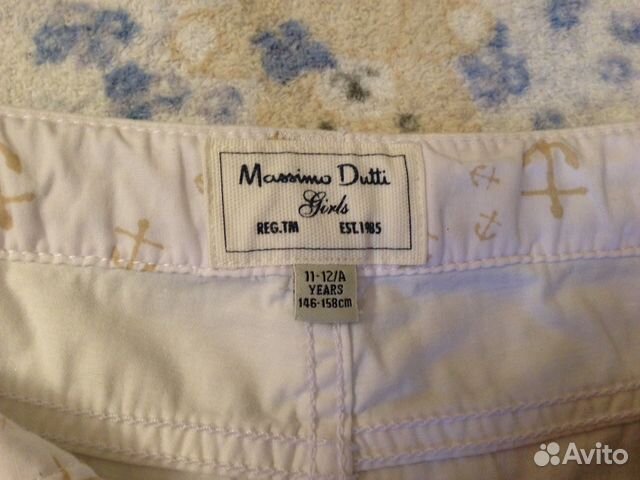 Massimo Dutti
Girls
REG.TM EST.1985
11-12/A
YEARS
146-158cm
Avito